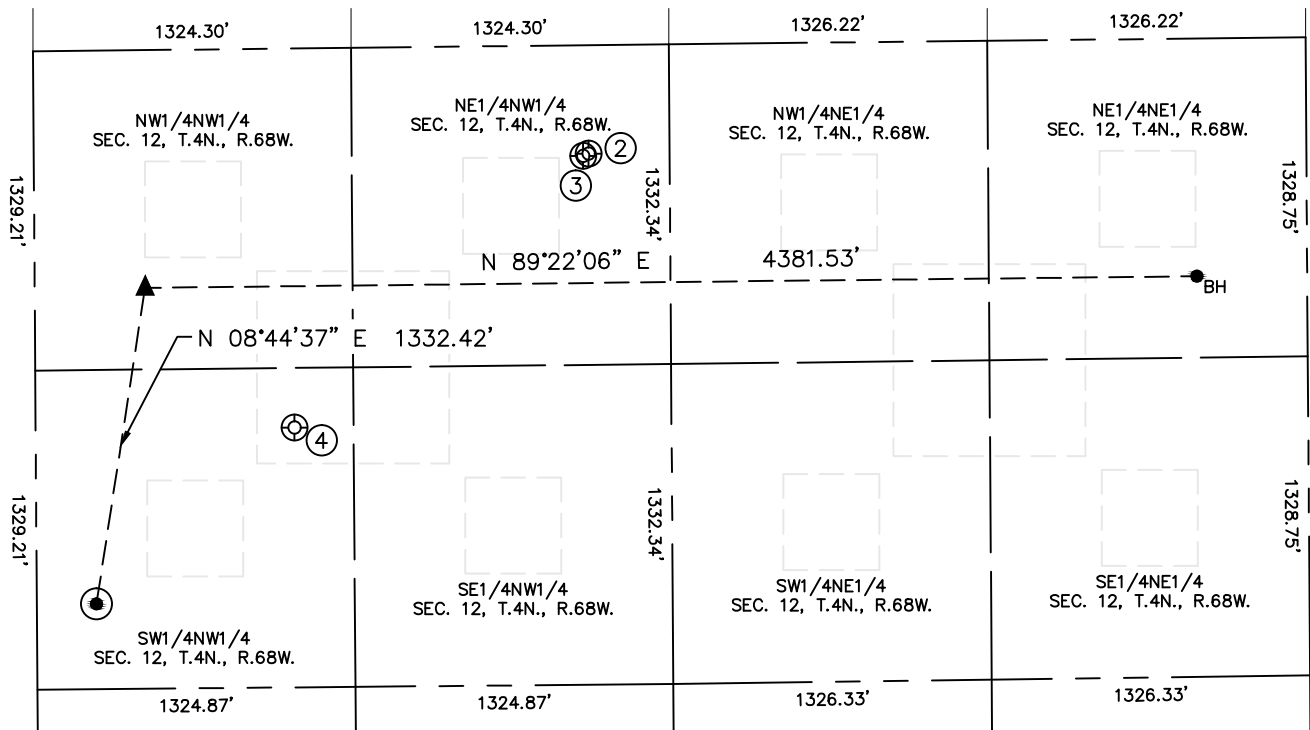 1324.30'
1324.30'
1326.22'
1326.22'
NW1/4NW1/4
SEC. 12, T.4N., R.68W.
NE1/4NW1/4
SEC. 12, T.4N., R.68W.
NW1/4NE1/4
SEC. 12, T.4N., R.68W.
NE1/4NE1/4
SEC. 12, T.4N., R.68W.
2
3
1329.21'
1332.34'
1328.75'
N 89°22'06" E 4381.53'
BH
N 08°44'37" E 1332.42'
4
1329.21'
1332.34'
1328.75'
SW1/4NW1/4
SEC. 12, T.4N., R.68W.
SE1/4NW1/4
SEC. 12, T.4N., R.68W.
SW1/4NE1/4
SEC. 12, T.4N., R.68W.
SE1/4NE1/4
SEC. 12, T.4N., R.68W.
1324.87'
1324.87'
1326.33'
1326.33'